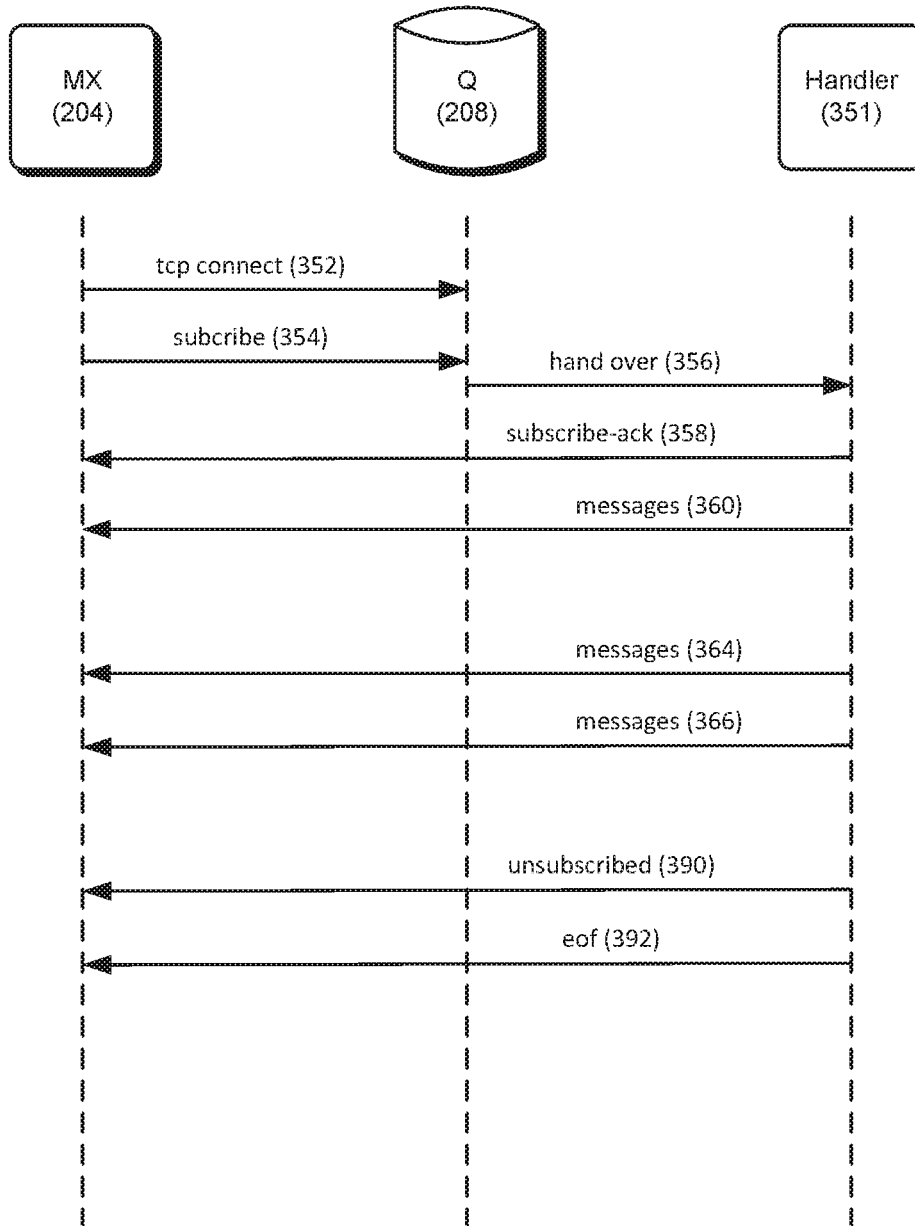 MX
(204)
Q
(208)
Handler
(351)
tcp connect (352)
subcribe (354)
hand over (356)
subscribe-ack (358)
messages (360)
messages (364)
messages (366)
unsubscribed (390)
eof (392)